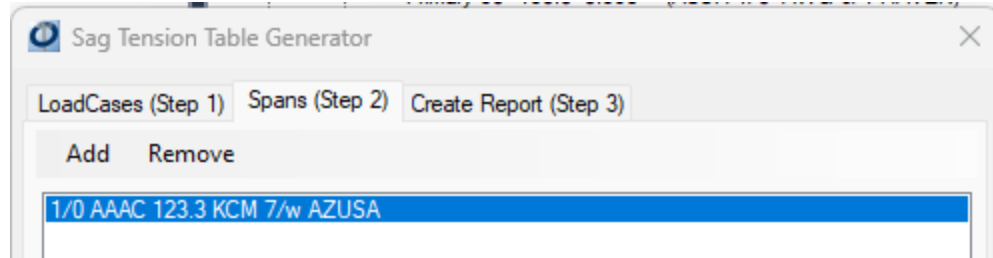 Sag Tension Table Generator
LoadCases (Step 1) Spans (Step 2) Create Report (Step 3)
Add Remove
1/0 AAAC 123.3 KCM 7/w AZUSA